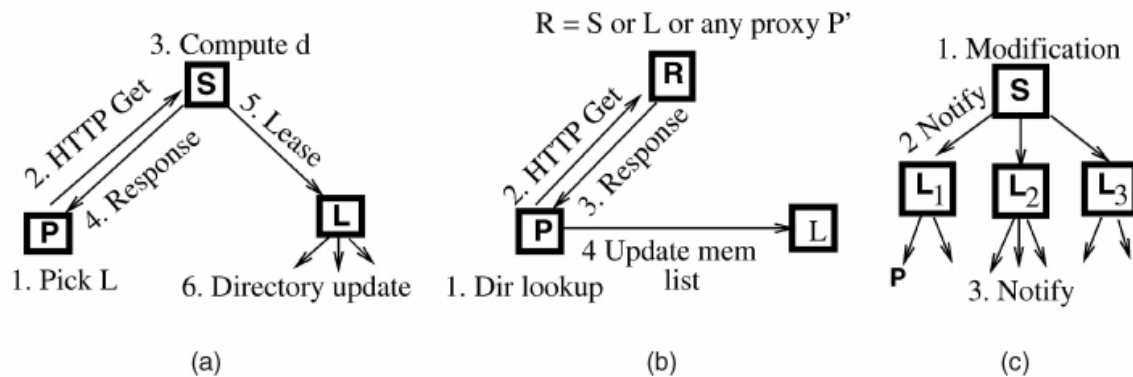 3. Compute d
S
2. HTTP Get
4. Response
5. Lease
P
L
1. Pick L
6. Directory update
(a)
R = S or L or any proxy P'
R
2. HTTP Get
3. Response
P
L
4 Update mem
list
1. Dir lookup
(b)
1. Modification
S
2 Notify
L1
L2
L3
P
3. Notify
(c)